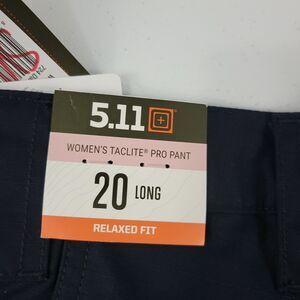 5.11
WOMEN'S TACLITE® PRO PANT
20 LONG
RELAXED FIT